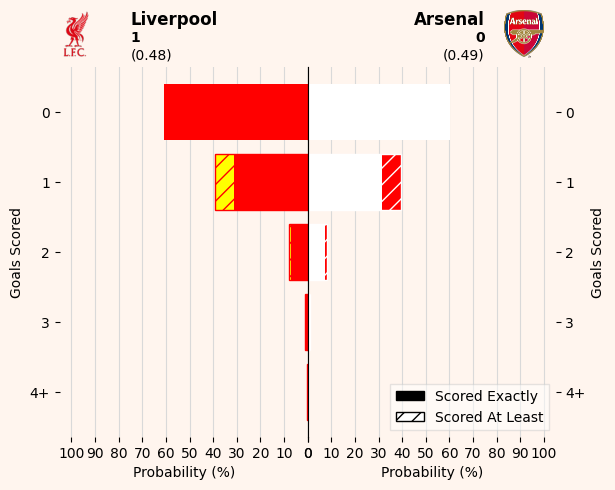 Liverpool
1
(0.48)
L.F.C.
Arsenal
0
(0.49)
Arsenal
Goals Scored
0
1
2
3
4+
0
1
2
3
4+
Goals Scored
Scored Exactly
Scored At Least
100 90 80 70 60 50 40 30 20 10 0
0 10 20 30 40 50 60 70 80 90 100
Probability (%)
Probability (%)